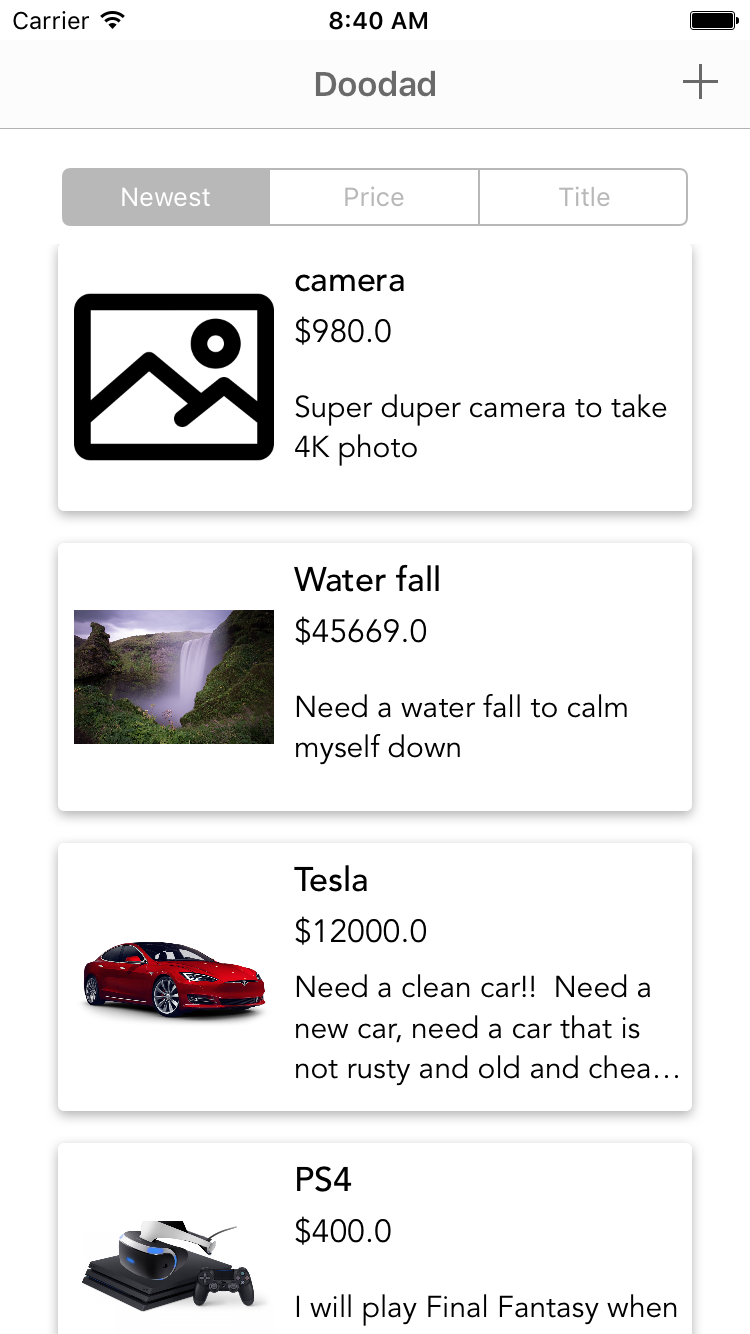 Carrier 8:40 AM
Doodad
Newest Price Title
camera
$980.0
Super duper camera to take
4K photo
Water fall
$45669.0
Need a water fall to calm
myself down
Tesla
$12000.0
Need a clean car!!  Need a
new car, need a car that is
not rusty and old and chea…
PS4
$400.0
I will play Final Fantasy when